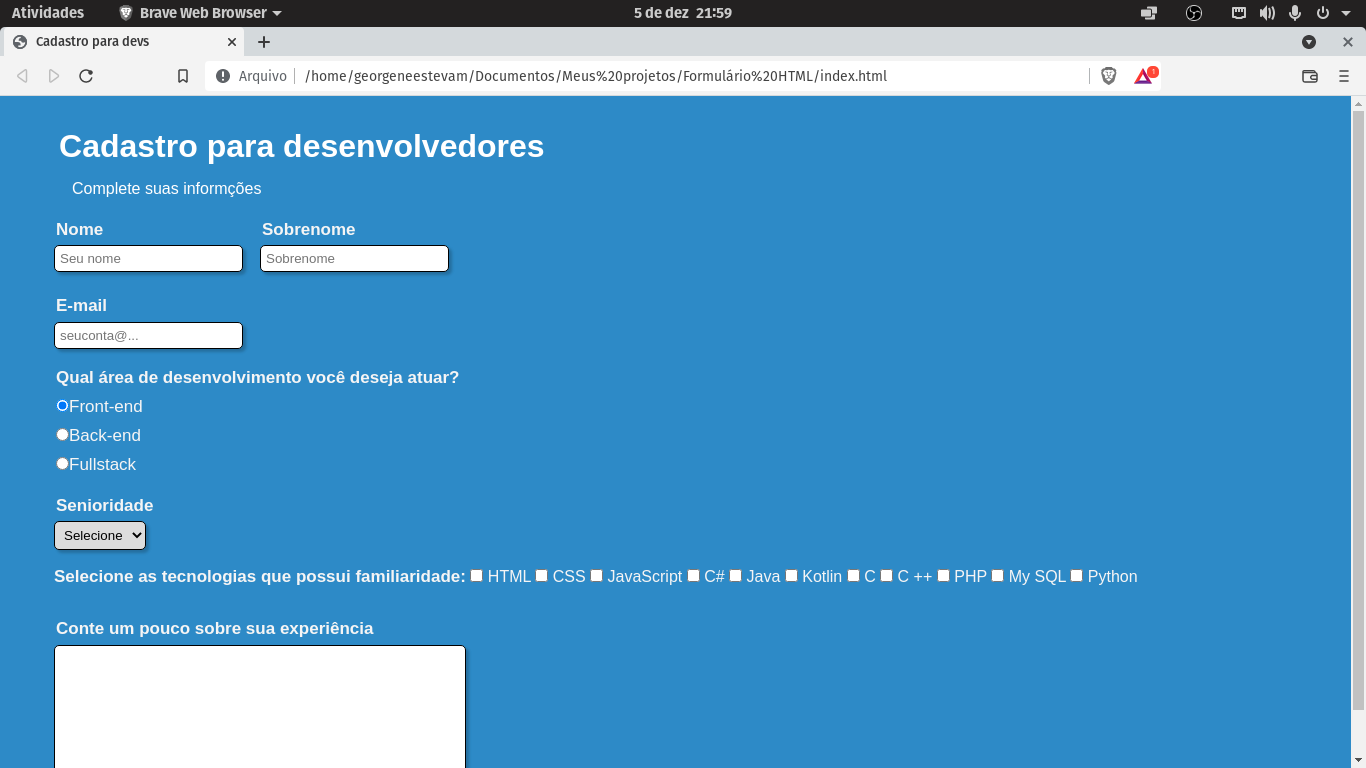 Atividades Brave Web Browser 5 de dez 21:59
Cadastro para devs
Arquivo /home/georgeneestevam/Documentos/Meus%20projetos/Formulário%20HTML/index.html 1
Cadastro para desenvolvedores
Complete suas informções
Nome Sobrenome
Seu nome Sobrenome
E-mail
seuconta@...
Qual área de desenvolvimento você deseja atuar?
Front-end
Back-end
Fullstack
Senioridade
Selecione
Selecione as tecnologias que possui familiaridade: HTML CSS JavaScript C# Java Kotlin C C ++ PHP My SQL Python
Conte um pouco sobre sua experiência